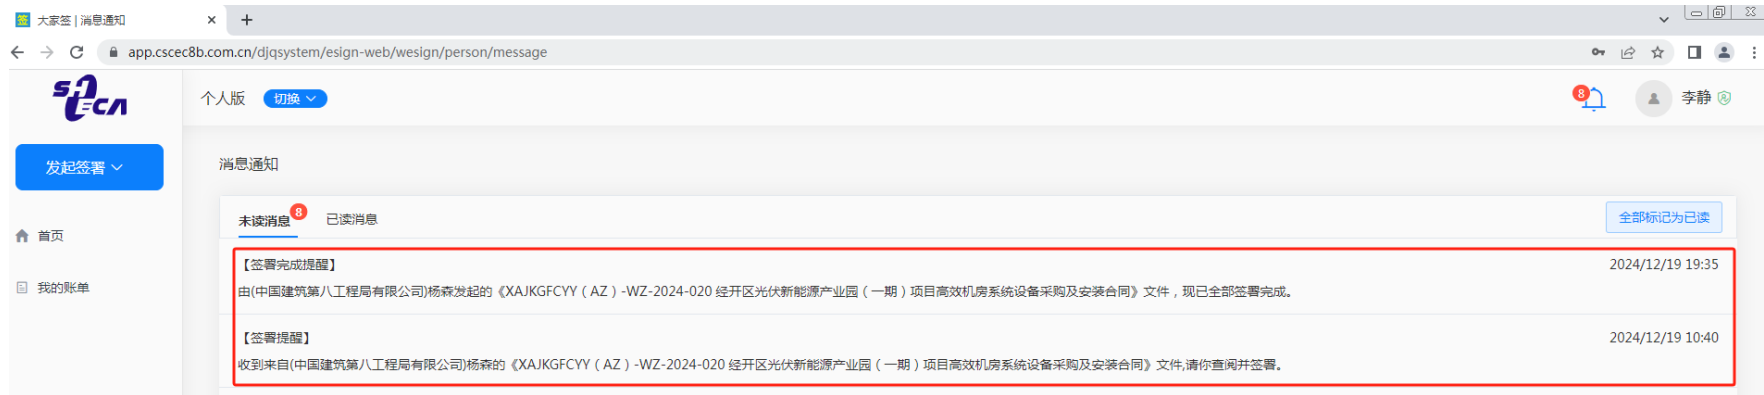 签 大家签 | 消息通知
app.cscec8b.com.cn/djqsystem/esign-web/wesign/person/message
SHECA
个人版 切换
8
李静
发起签署
消息通知
未读消息 8 已读消息 全部标记为已读
首页
我的账单
【签署完成提醒】 2024/12/19 19:35
由(中国建筑第八工程局有限公司)杨森发起的《XAJKGFCYY（AZ）-WZ-2024-020 经开区光伏新能源产业园（一期）项目高效机房系统设备采购及安装合同》文件，现已全部签署完成。
【签署提醒】 2024/12/19 10:40
收到来自(中国建筑第八工程局有限公司)杨森的《XAJKGFCYY（AZ）-WZ-2024-020 经开区光伏新能源产业园（一期）项目高效机房系统设备采购及安装合同》文件,请你查阅并签署。